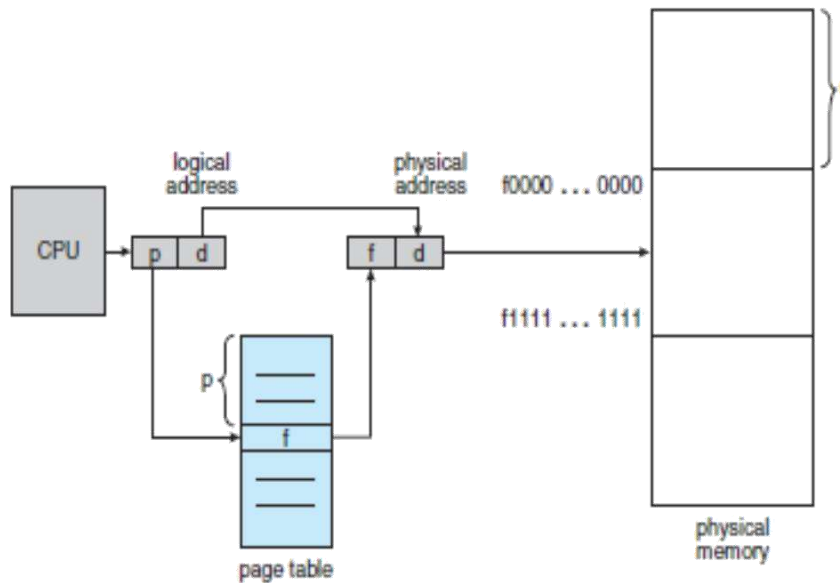 logical
address
physical
address
f0000 ... 0000
CPU
p d
f d
f1111 ... 1111
p
f
physical
memory
page table